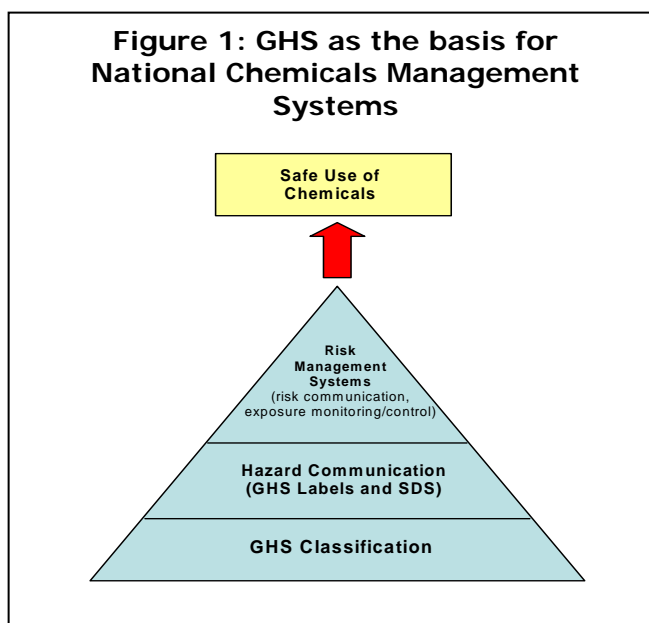 Figure 1: GHS as the basis for
National Chemicals Management
Systems
Safe Use of
Chemicals
Risk
Management
Systems
(risk communication,
exposure monitoring/control)
Hazard Communication
(GHS Labels and SDS)
GHS Classification